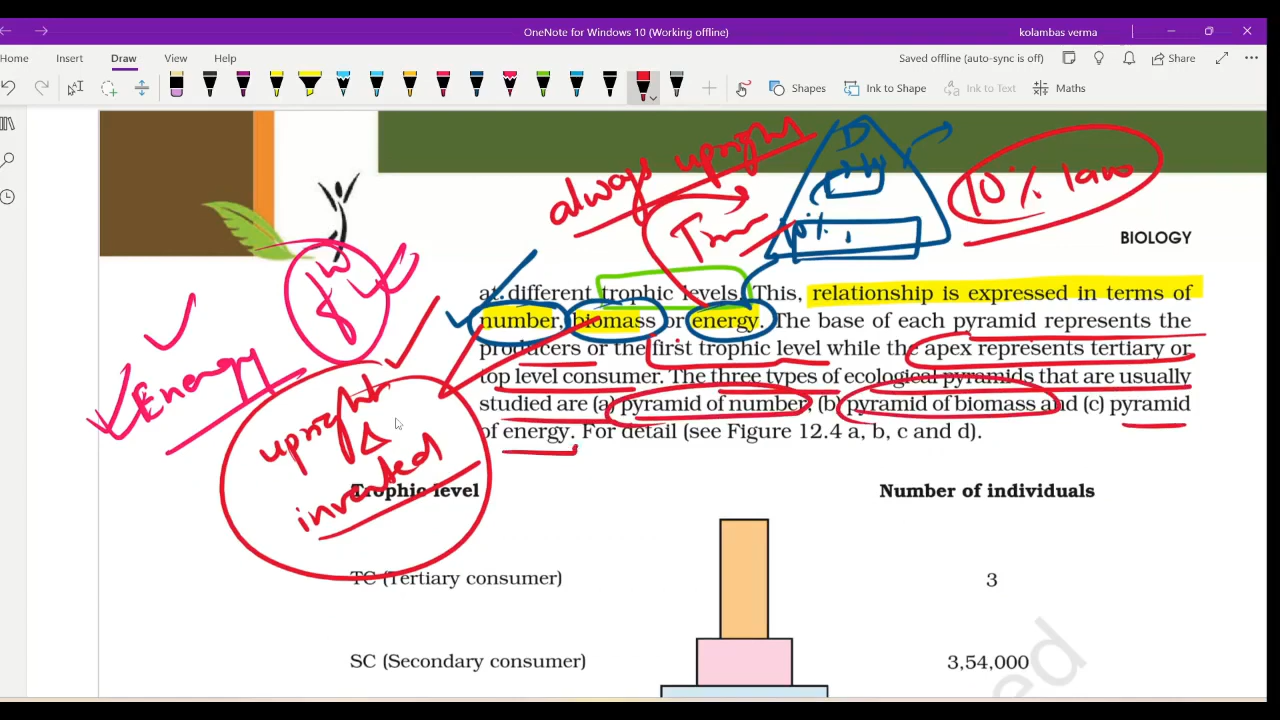 OneNote for Windows 10 (Working offline)
kolambas verma
Home Insert Draw View Help
Saved offline (auto-sync is off)
Share
Shapes Ink to Shape Ink to Text Maths
always upright
10% law
True
10%
BIOLOGY
at different trophic levels. This, relationship is expressed in terms of
number, biomass or energy. The base of each pyramid represents the
producers or the first trophic level while the apex represents tertiary or
top level consumer. The three types of ecological pyramids that are usually
studied are (a) pyramid of number, (b) pyramid of biomass and (c) pyramid
of energy. For detail (see Figure 12.4 a, b, c and d).
Energy
upright
&
inverted
Trophic level Number of individuals
TC (Tertiary consumer) 3
SC (Secondary consumer) 3,54,000